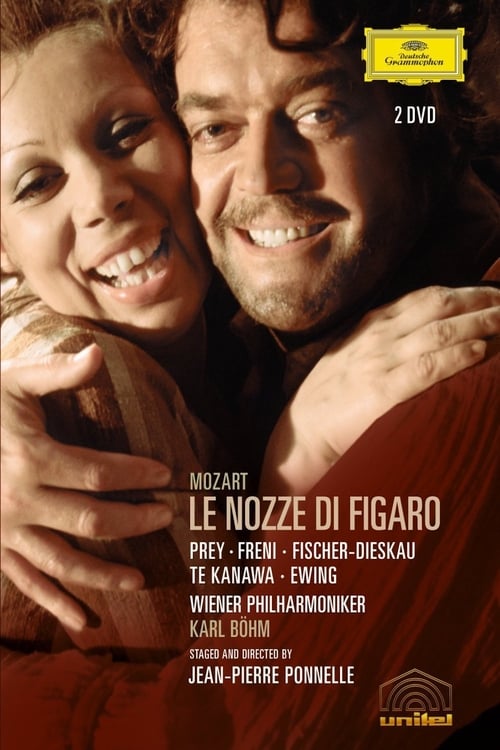 Deutsche
Grammophon
2 DVD
MOZART
LE NOZZE DI FIGARO
PREY · FRENI · FISCHER-DIESKAU
TE KANAWA · EWING
WIENER PHILHARMONIKER
KARL BÖHM
STAGED AND DIRECTED BY
JEAN-PIERRE PONNELLE
unitel